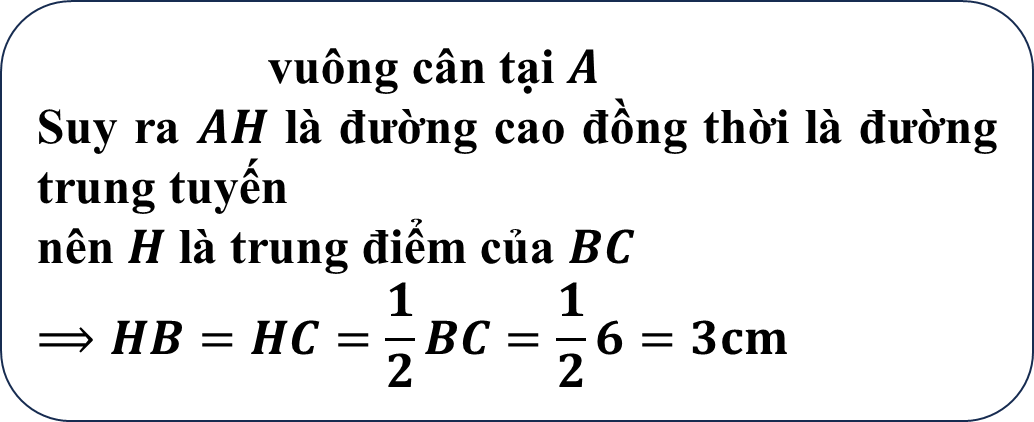 vuông cân tại A
Suy ra AH là đường cao đồng thời là đường
trung tuyến
nên H là trung điểm của BC
⟹ HB = HC = 1/2 BC = 1/2 6 = 3cm